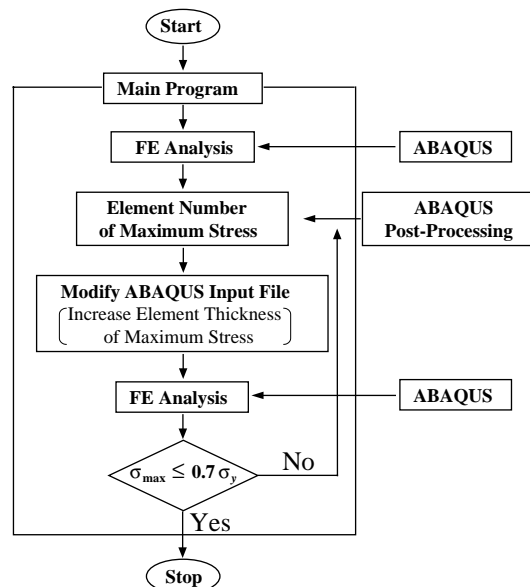 Start
Main Program
FE Analysis
ABAQUS
Element Number
of Maximum Stress
ABAQUS
Post-Processing
Modify ABAQUS Input File
(Increase Element Thickness
of Maximum Stress)
FE Analysis
ABAQUS
σmax ≤ 0.7 σy
No
Yes
Stop